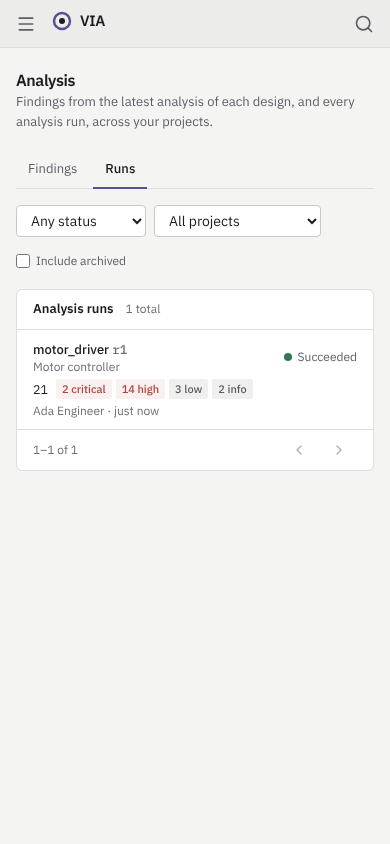 VIA
Analysis
Findings from the latest analysis of each design, and every
analysis run, across your projects.
Findings Runs
Any status All projects
Include archived
Analysis runs 1 total
motor_driver r1
Succeeded
Motor controller
21 2 critical 14 high 3 low 2 info
Ada Engineer · just now
1–1 of 1